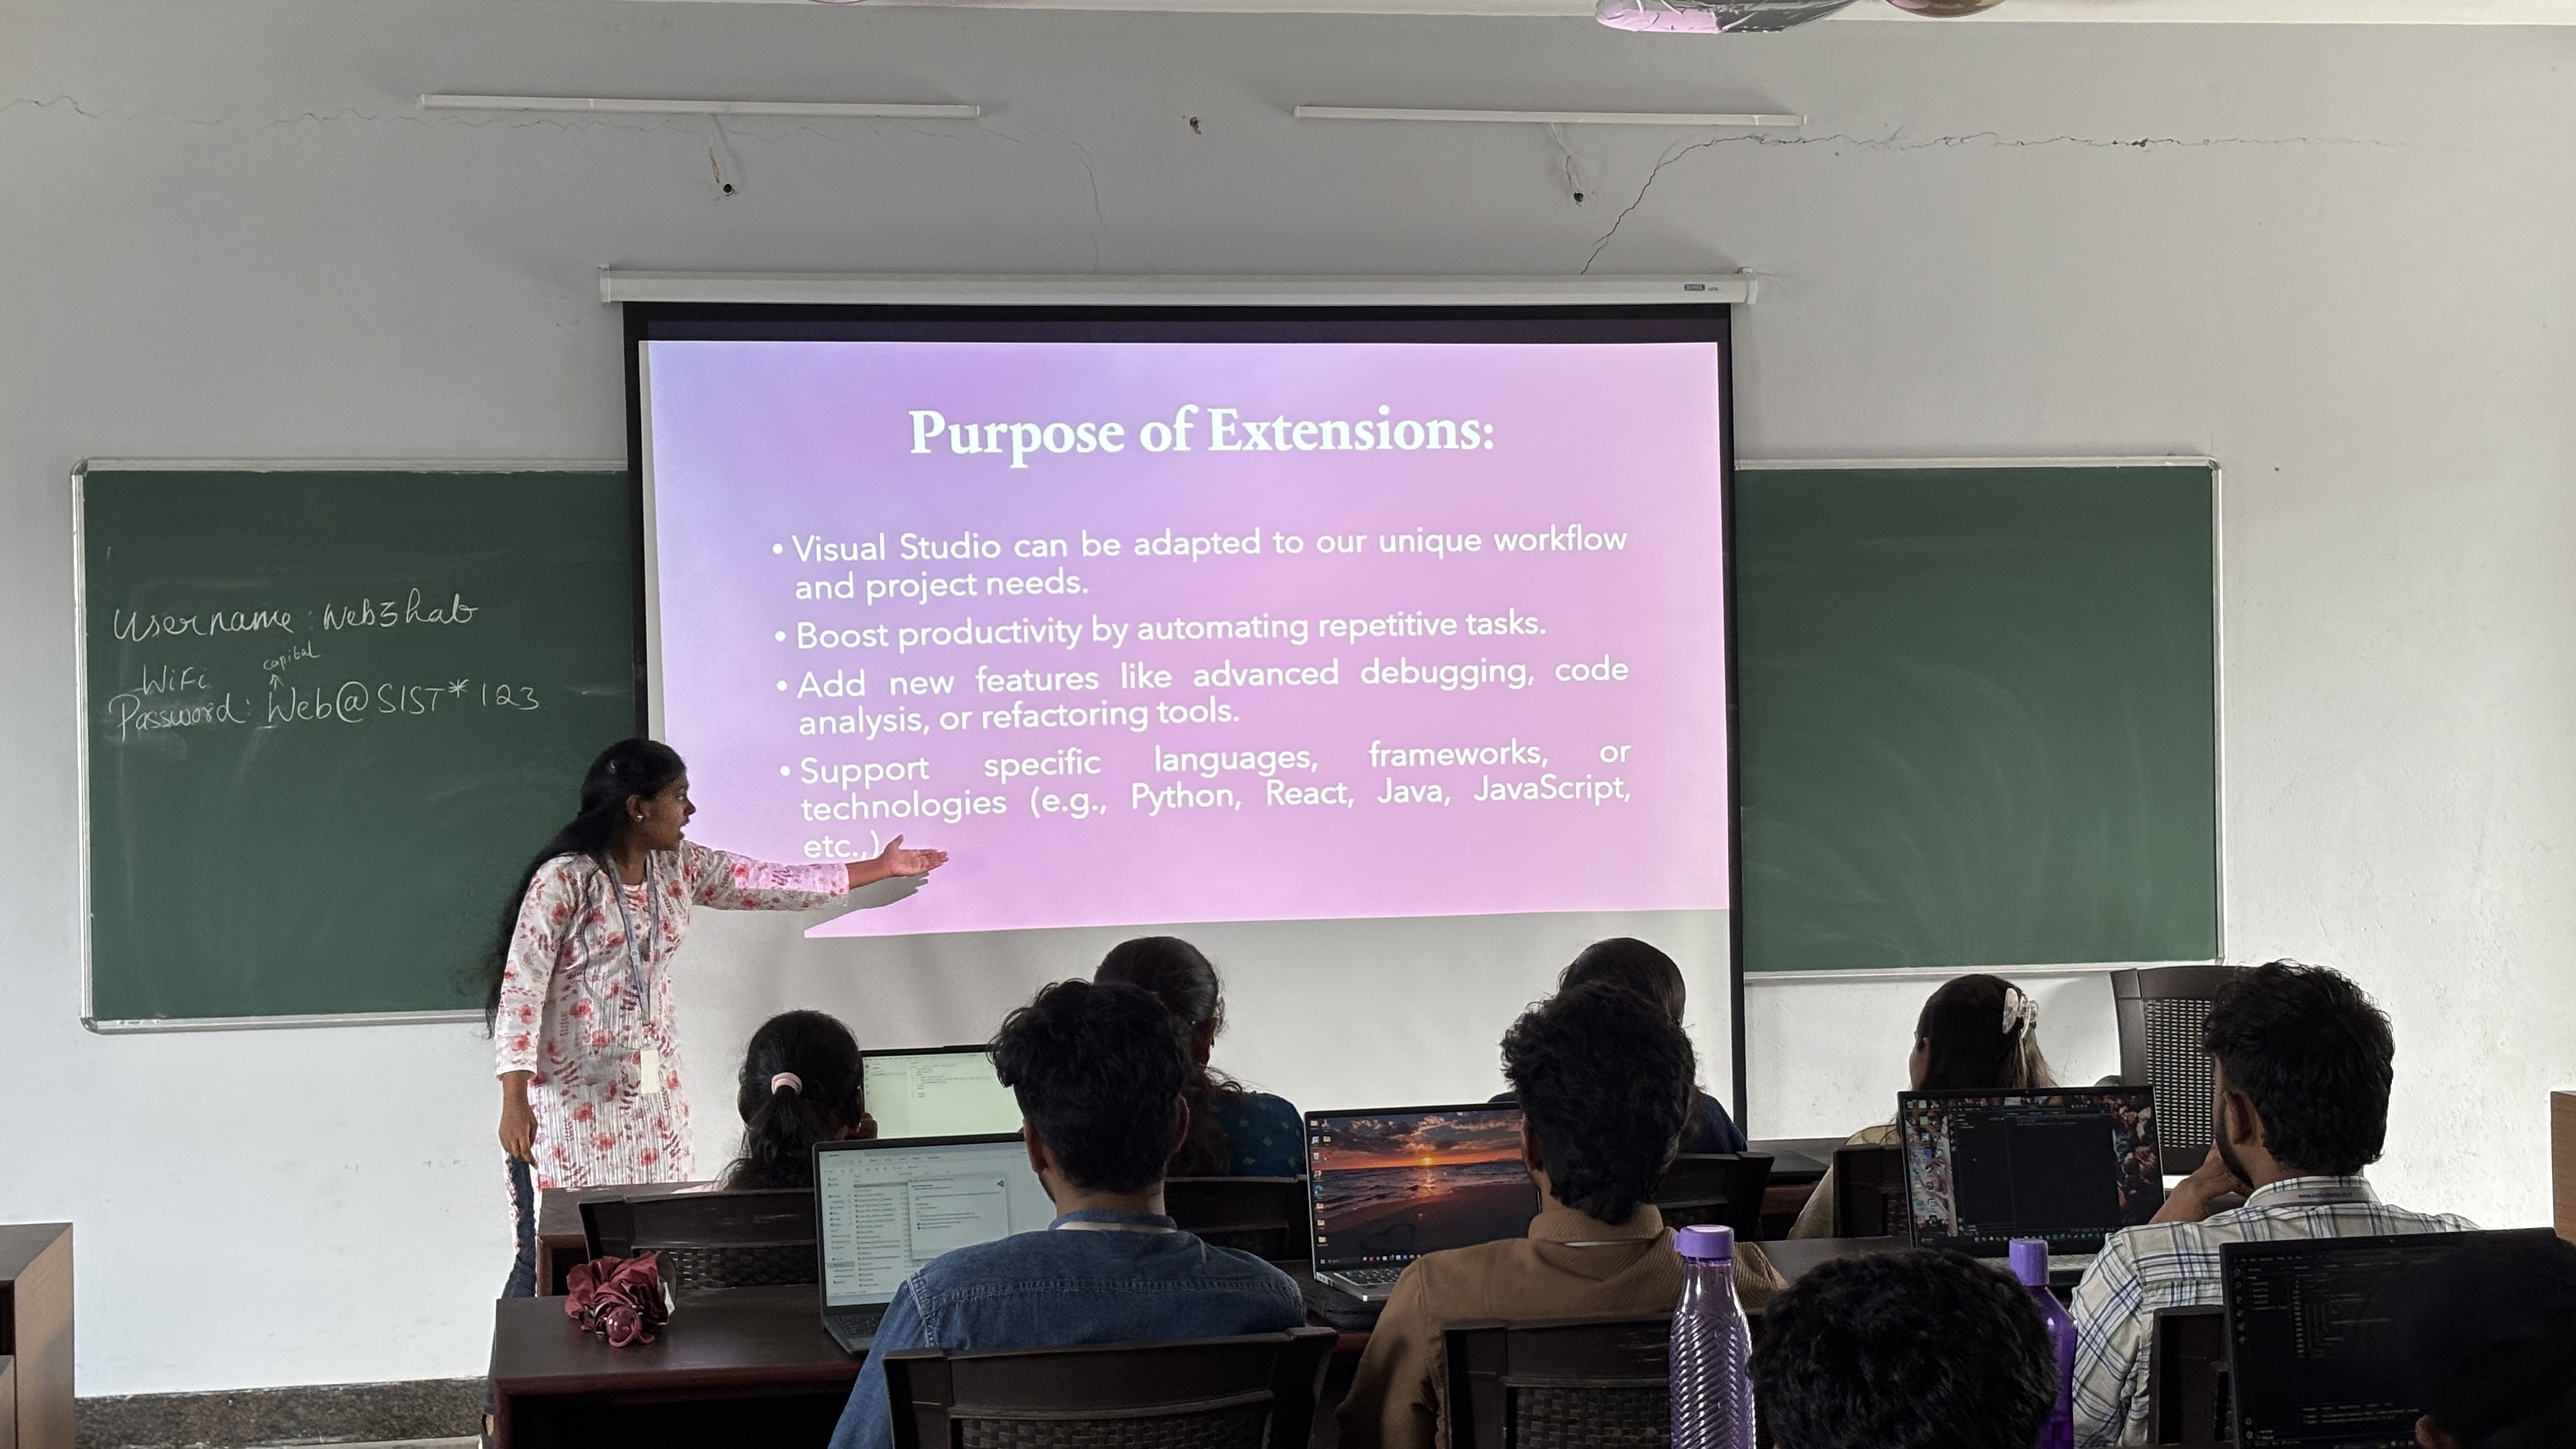 Purpose of Extensions:
• Visual Studio can be adapted to our unique workflow
and project needs.
• Boost productivity by automating repetitive tasks.
• Add new features like advanced debugging, code
analysis, or refactoring tools.
• Support specific languages, frameworks, or
technologies (e.g., Python, React, Java, JavaScript,
etc.,)
Username: Web3hab
capital
WiFi
Password: Web@SIST*123